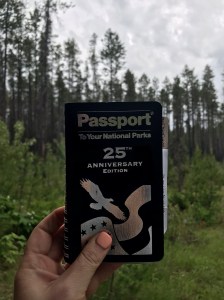 Passport®
To Your National Parks
25TH
ANNIVERSARY
EDITION